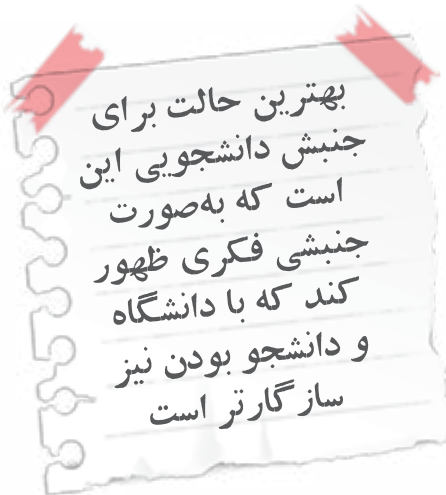 بهترین حالت برای
جنبش دانشجویی این
است که به‌صورت
جنبشی فکری ظهور
کند که با دانشگاه
و دانشجو بودن نیز
سازگارتر است